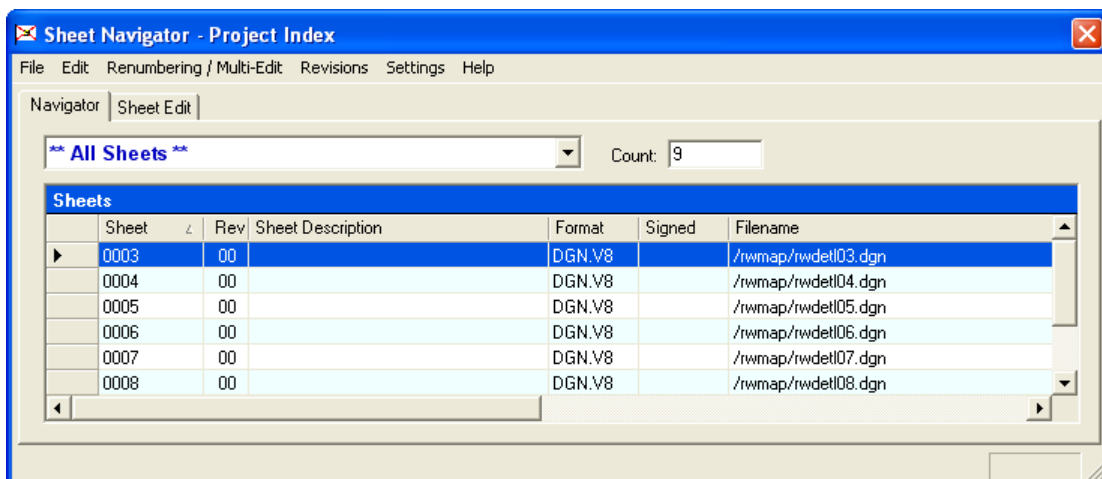 Sheet Navigator - Project Index
File Edit Renumbering / Multi-Edit Revisions Settings Help
Navigator Sheet Edit
** All Sheets ** Count: 9
Sheets
Sheet Rev Sheet Description Format Signed Filename
0003 00 DGN.V8 /rwmap/rwdetl03.dgn
0004 00 DGN.V8 /rwmap/rwdetl04.dgn
0005 00 DGN.V8 /rwmap/rwdetl05.dgn
0006 00 DGN.V8 /rwmap/rwdetl06.dgn
0007 00 DGN.V8 /rwmap/rwdetl07.dgn
0008 00 DGN.V8 /rwmap/rwdetl08.dgn